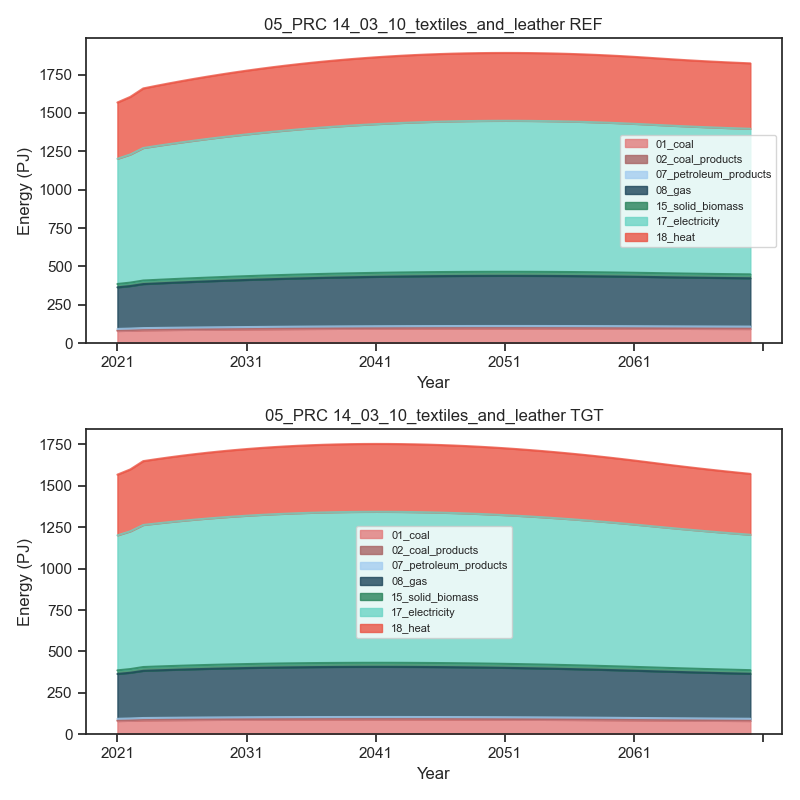 05_PRC 14_03_10_textiles_and_leather REF
Energy (PJ)
1750
1500
1250
1000
750
500
250
0
01_coal
02_coal_products
07_petroleum_products
08_gas
15_solid_biomass
17_electricity
18_heat
2021 2031 2041 2051 2061
Year
05_PRC 14_03_10_textiles_and_leather TGT
Energy (PJ)
1750
1500
1250
1000
750
500
250
0
01_coal
02_coal_products
07_petroleum_products
08_gas
15_solid_biomass
17_electricity
18_heat
2021 2031 2041 2051 2061
Year